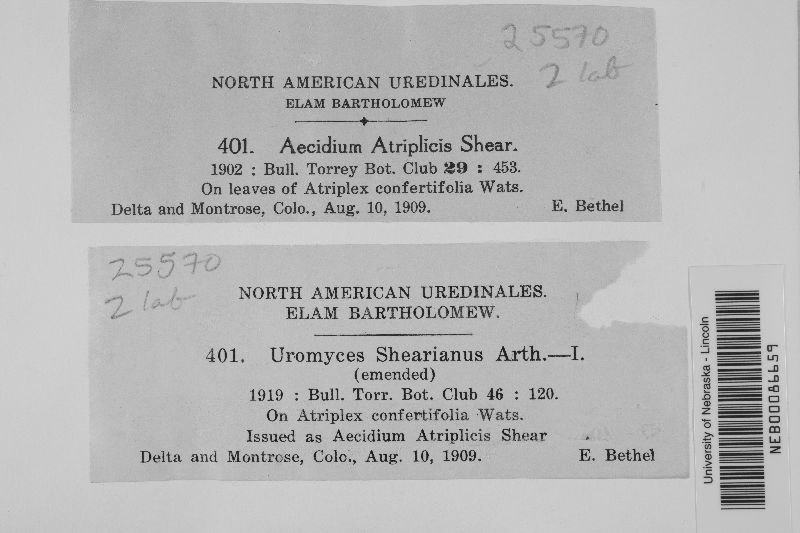 25570
2 lab
NORTH AMERICAN UREDINALES.
ELAM BARTHOLOMEW
401. Aecidium Atriplicis Shear.
1902 : Bull. Torrey Bot. Club 29 : 453.
On leaves of Atriplex confertifolia Wats.
Delta and Montrose, Colo., Aug. 10, 1909. E. Bethel
25570
2 lab
NORTH AMERICAN UREDINALES.
ELAM BARTHOLOMEW.
401. Uromyces Shearianus Arth.—I.
(emended)
1919 : Bull. Torr. Bot. Club 46 : 120.
On Atriplex confertifolia Wats.
Issued as Aecidium Atriplicis Shear
Delta and Montrose, Colo., Aug. 10, 1909. E. Bethel
University of Nebraska - Lincoln
NEB00086659